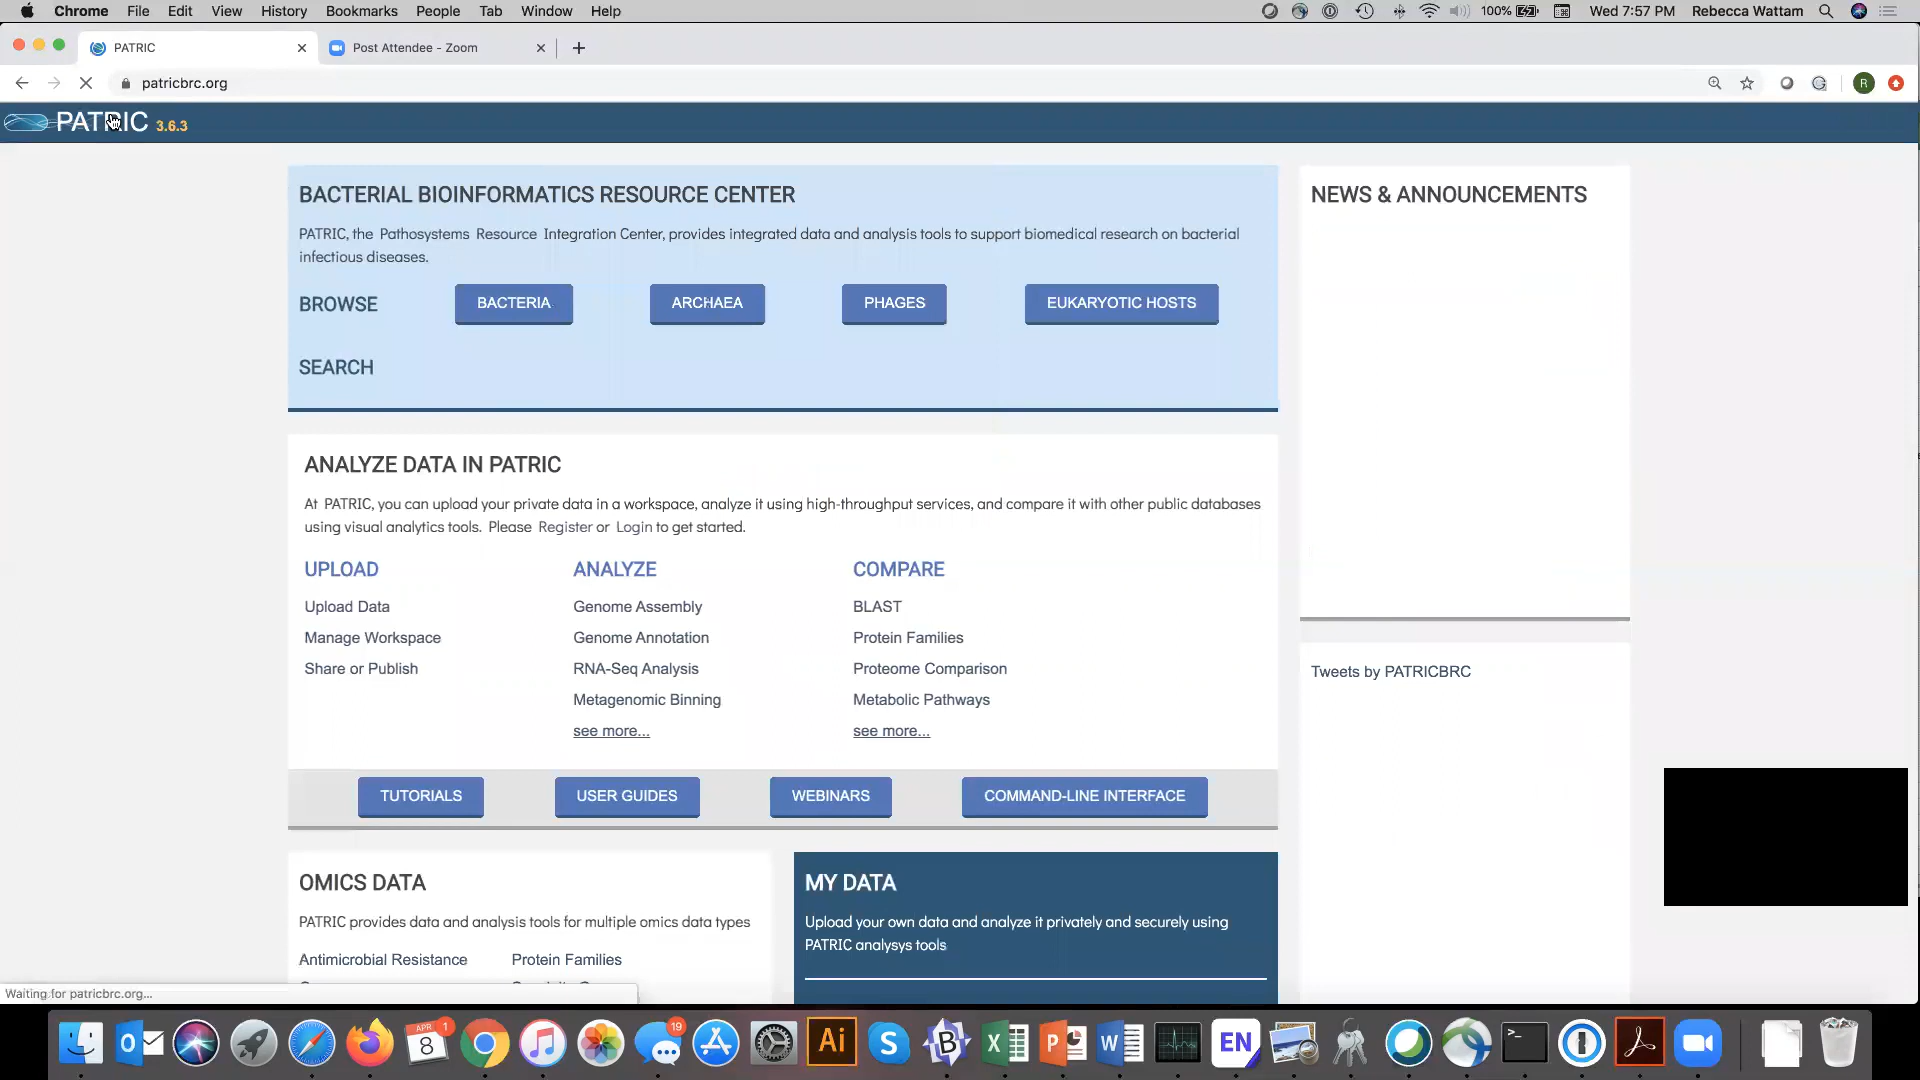 Chrome File Edit View History Bookmarks People Tab Window Help 100% Wed 7:57 PM Rebecca Wattam
PATRIC Post Attendee - Zoom
patricbrc.org R
PATRIC 3.6.3
BACTERIAL BIOINFORMATICS RESOURCE CENTER
PATRIC, the Pathosystems Resource Integration Center, provides integrated data and analysis tools to support biomedical research on bacterial
infectious diseases.
BROWSE BACTERIA ARCHAEA PHAGES EUKARYOTIC HOSTS
SEARCH
NEWS & ANNOUNCEMENTS
ANALYZE DATA IN PATRIC
At PATRIC, you can upload your private data in a workspace, analyze it using high-throughput services, and compare it with other public databases
using visual analytics tools. Please Register or Login to get started.
UPLOAD ANALYZE COMPARE
Upload Data Genome Assembly BLAST
Manage Workspace Genome Annotation Protein Families
Share or Publish RNA-Seq Analysis Proteome Comparison
Metagenomic Binning Metabolic Pathways
see more... see more...
Tweets by PATRICBRC
TUTORIALS USER GUIDES WEBINARS COMMAND-LINE INTERFACE
OMICS DATA
PATRIC provides data and analysis tools for multiple omics data types
Antimicrobial Resistance Protein Families
MY DATA
Upload your own data and analyze it privately and securely using
PATRIC analysys tools
Waiting for patricbrc.org...
APR 8 1 19 Ai S B X P W EN